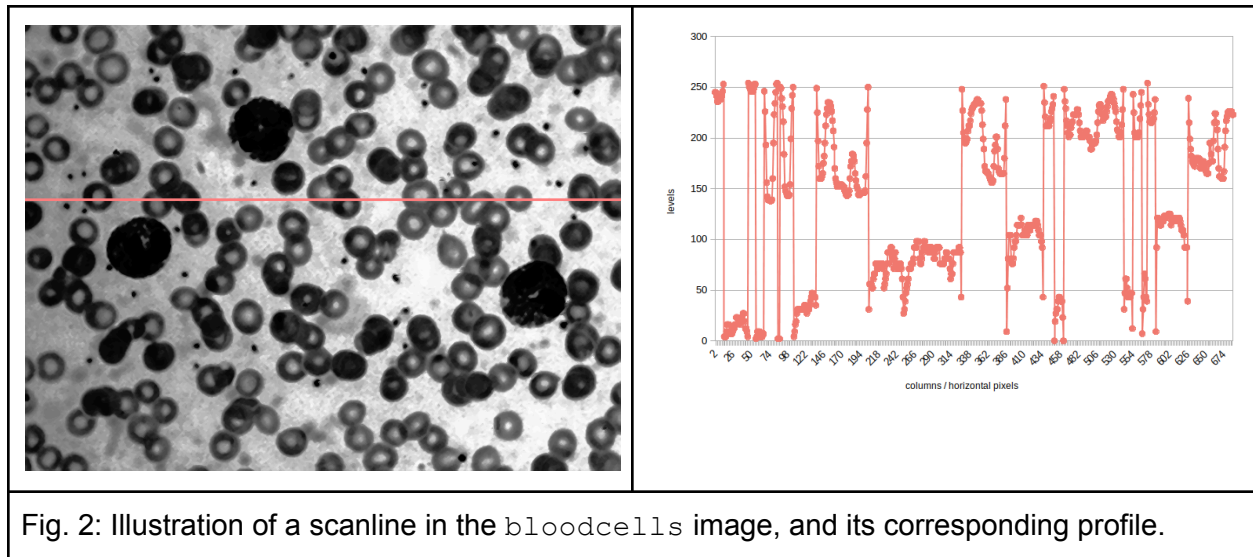 300
250
200
150
100
50
0
levels
2 26 50 74 98 122 146 170 194 218 242 266 290 314 338 362 386 410 434 458 482 506 530 554 578 602 626 650 674
columns / horizontal pixels
Fig. 2: Illustration of a scanline in the bloodcells image, and its corresponding profile.